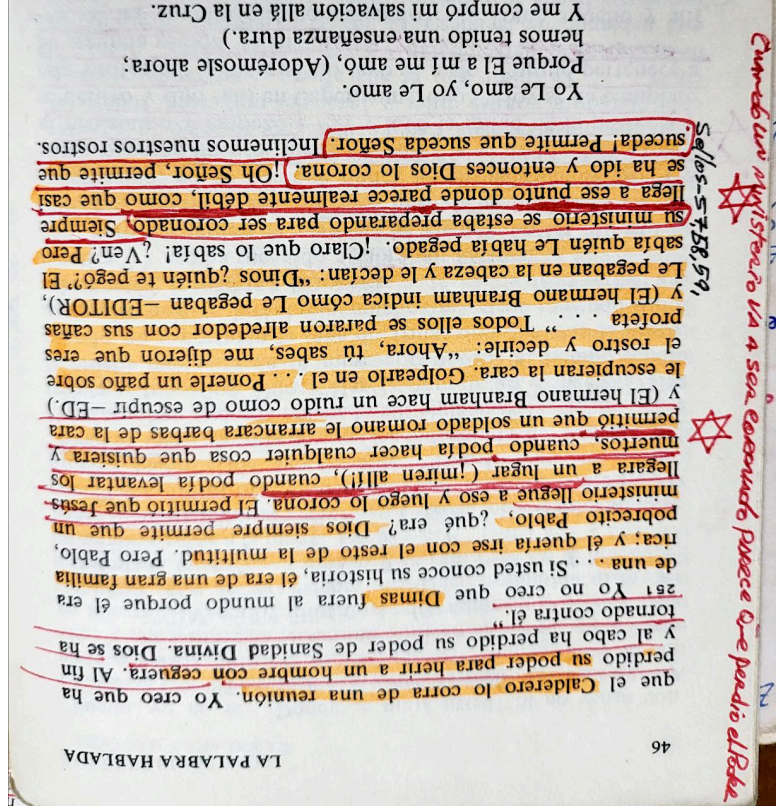 46
LA PALABRA HABLADA
que el Calderero lo corra de una reunión. Yo creo que ha
perdido su poder para herir a un hombre con ceguera. Al fin
y al cabo ha perdido su poder de Sanidad Divina. Dios se ha
tornado contra él.”
251 Yo no creo que Dimas fuera al mundo porque él era
de una . . . Si usted conoce su historia, él era de una gran familia
rica; y él quería irse con el resto de la multitud. Pero Pablo,
pobrecito Pablo, ¿qué era? Dios siempre permite que un
ministerio llegue a eso y luego lo corona. El permitió que Jesús
llegara a un lugar (¡miren allí!), cuando podía levantar los
muertos, cuando podía hacer cualquier cosa que quisiera y
permitió que un soldado romano le arrancara barbas de la cara
y (El hermano Branham hace un ruido como de escupir —ED.)
le escupieran la cara. Golpearlo en el . . . Ponerle un paño sobre
el rostro y decirle: “Ahora, tú sabes, me dijeron que eres
profeta . . .” Todos ellos se pararon alrededor con sus cañas
y (El hermano Branham indica cómo Le pegaban —EDITOR),
Le pegaban en la cabeza y le decían: “Dinos ¿quién te pegó?” El
sabía quién Le había pegado. ¡Claro que lo sabía! ¿Ven? Pero
su ministerio se estaba preparando para ser coronado. Siempre
llega a ese punto donde parece realmente débil, como que casi
se ha ido y entonces Dios lo corona. ¡Oh Señor, permite que
suceda! Permite que suceda Señor. Inclinemos nuestros rostros.
Yo Le amo, yo Le amo.
Porque El a mí me amó, (Adorémosle ahora;
hemos tenido una enseñanza dura.)
Y me compró mi salvación allá en la Cruz.
Sellos-57,58,59,
Cuando un Ministerio VA A Ser Coronado parece Que perdio el Poder